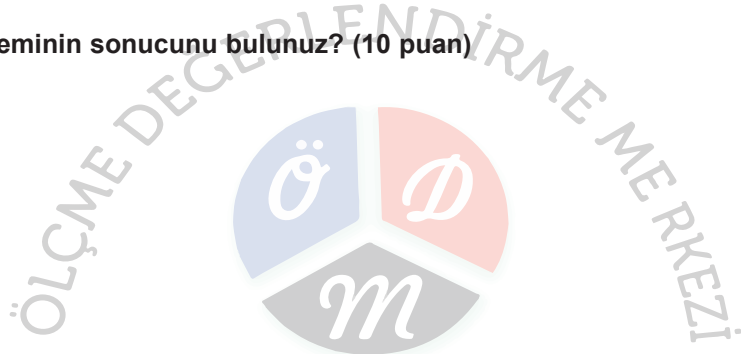 eminin sonucunu bulunuz? (10 puan)
ÖLÇME DEĞERLENDİRME MERKEZİ
Ö D
M